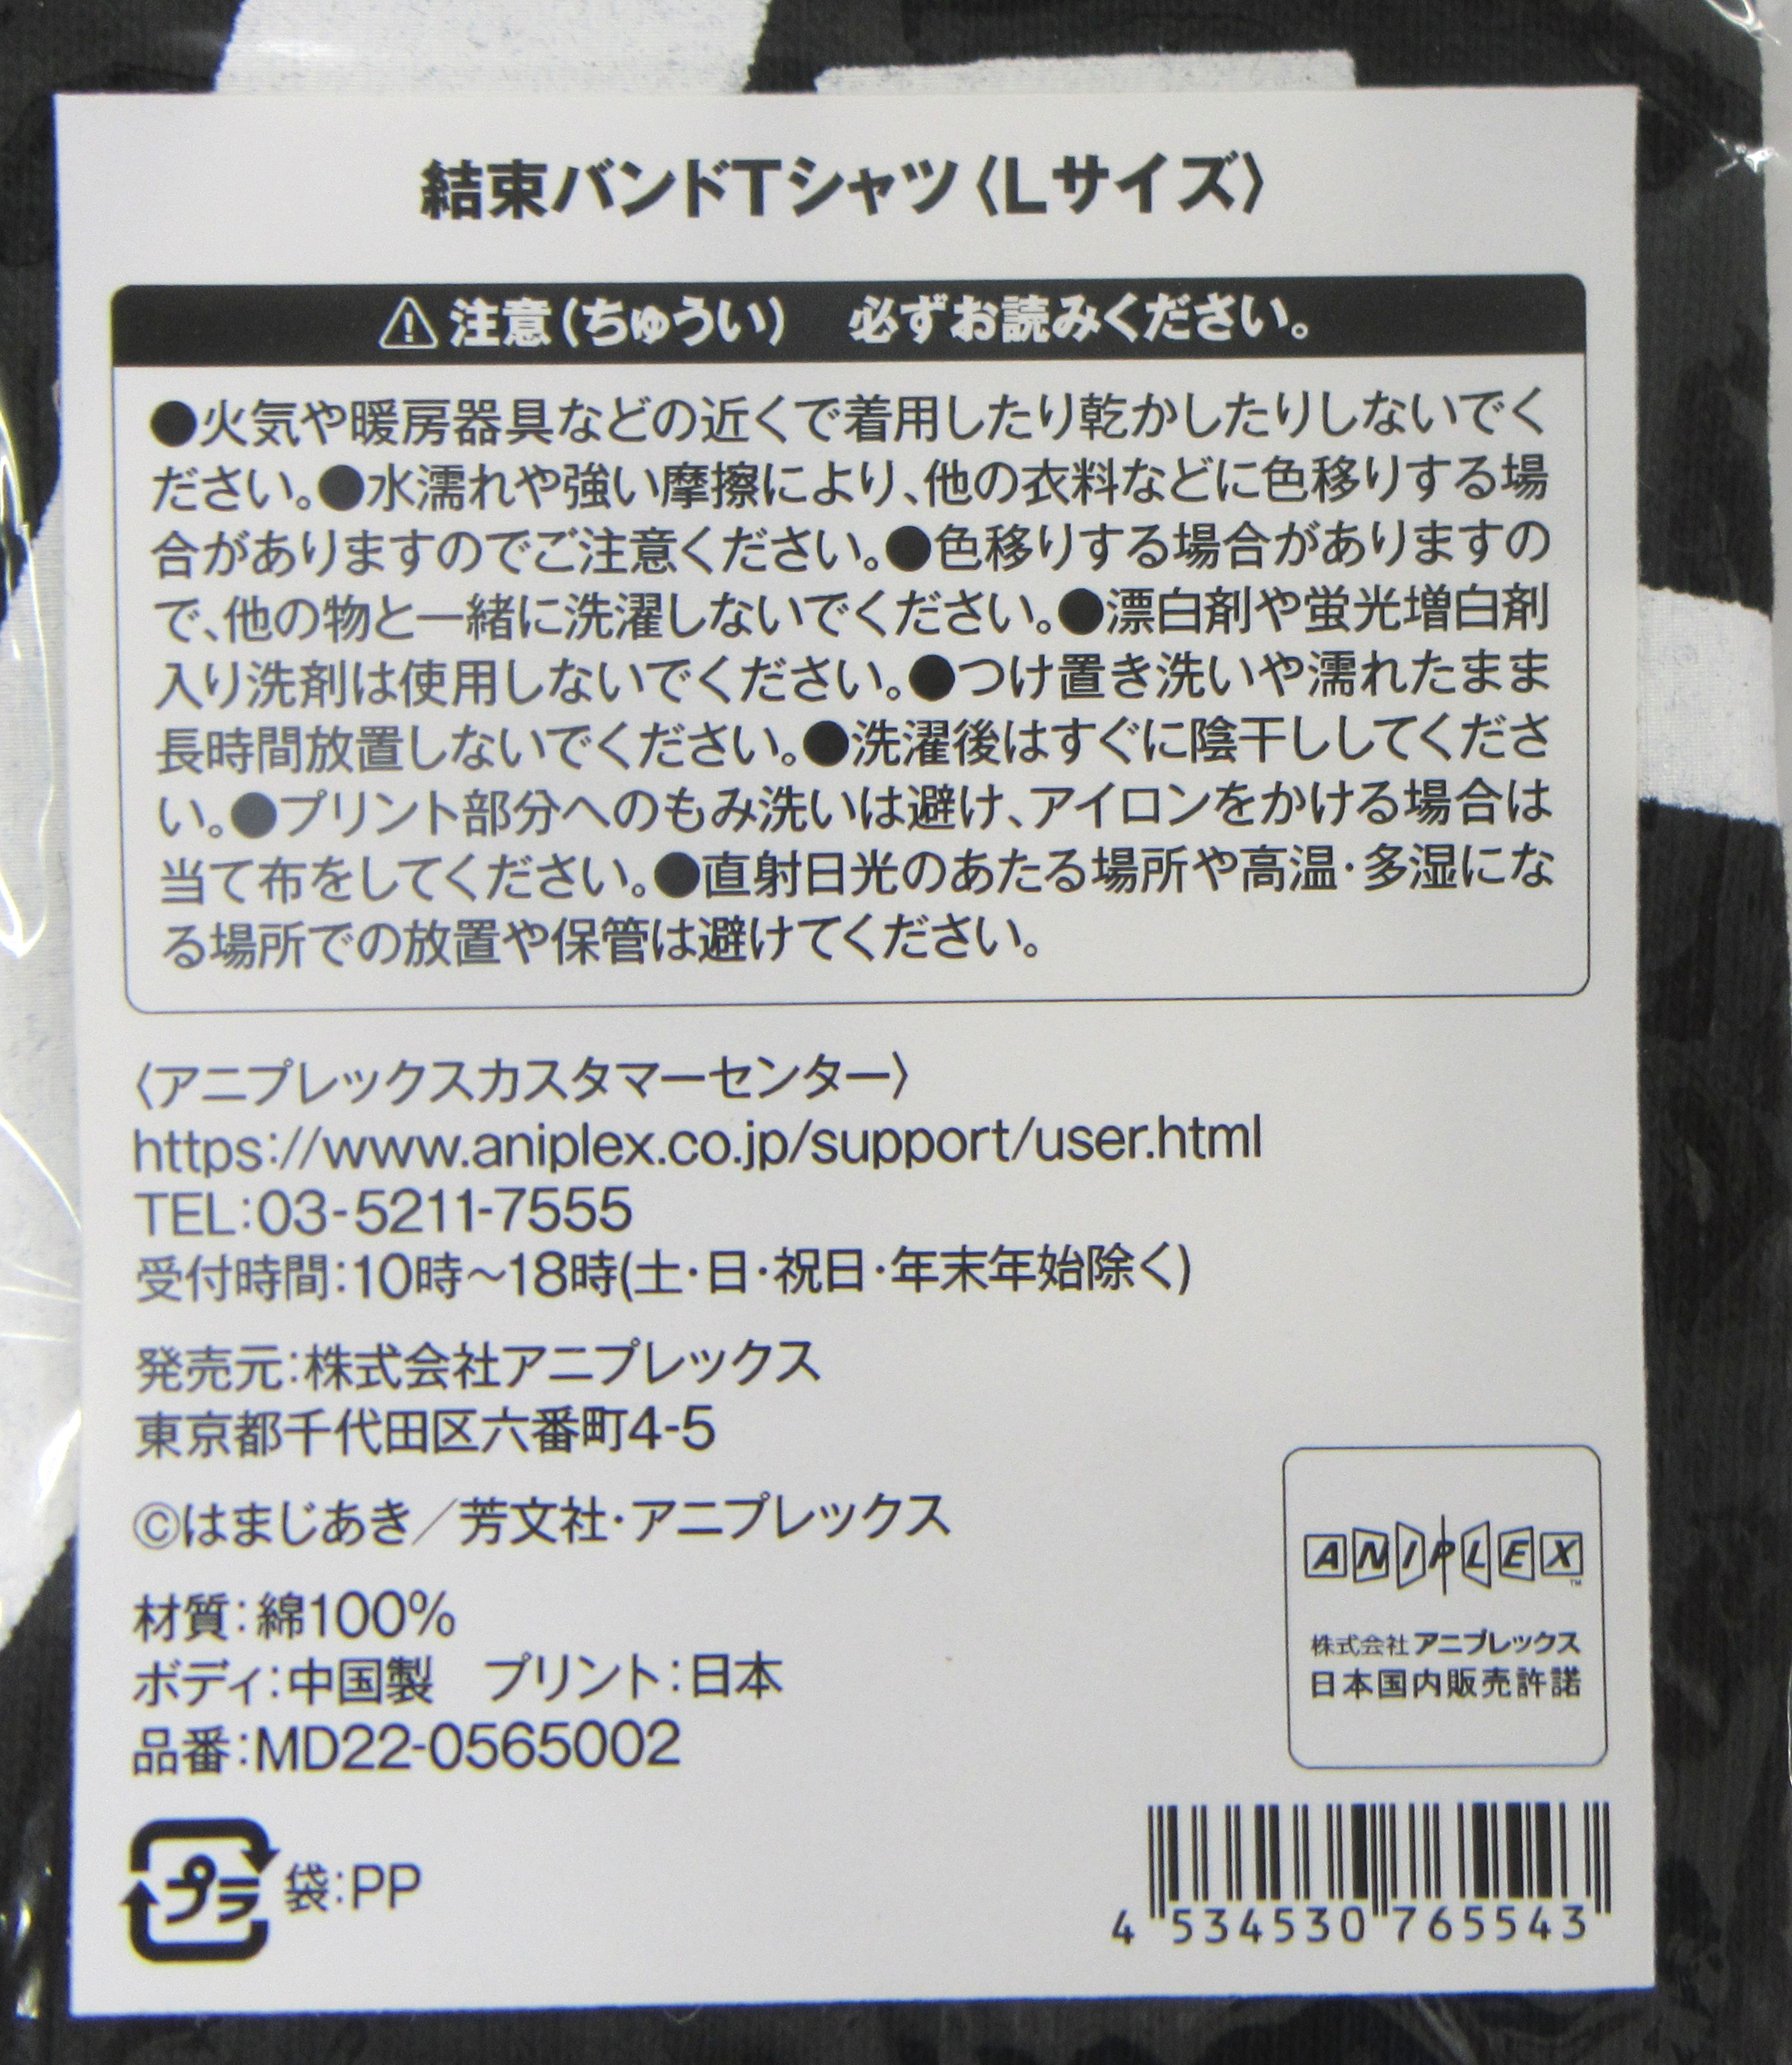 結束バンドTシャツ〈Lサイズ〉
注意(ちゅうい)　必ずお読みください。
●火気や暖房器具などの近くで着用したり乾かしたりしないでく
ださい。●水濡れや強い摩擦により、他の衣料などに色移りする場
合がありますのでご注意ください。●色移りする場合がありますの
で、他の物と一緒に洗濯しないでください。●漂白剤や蛍光増白剤
入り洗剤は使用しないでください。●つけ置き洗いや濡れたまま
長時間放置しないでください。●洗濯後はすぐに陰干ししてくださ
い。●プリント部分へのもみ洗いは避け、アイロンをかける場合は
当て布をしてください。●直射日光のあたる場所や高温・多湿にな
る場所での放置や保管は避けてください。
〈アニプレックスカスタマーセンター〉
https://www.aniplex.co.jp/support/user.html
TEL:03-5211-7555
受付時間:10時〜18時(土・日・祝日・年末年始除く)
発売元:株式会社アニプレックス
東京都千代田区六番町4-5
©はまじあき／芳文社・アニプレックス
材質:綿100%
ボディ:中国製　プリント:日本
品番:MD22-0565002
ANIPLEX™
株式会社アニプレックス
日本国内販売許諾
プラ 袋:PP
4 534530 765543